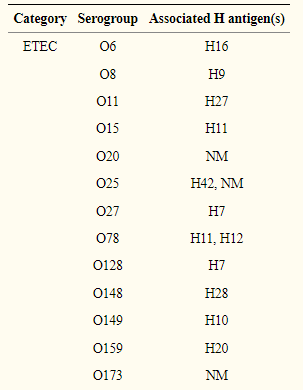 Category Serogroup Associated H antigen(s)
ETEC O6 H16
O8 H9
O11 H27
O15 H11
O20 NM
O25 H42, NM
O27 H7
O78 H11, H12
O128 H7
O148 H28
O149 H10
O159 H20
O173 NM